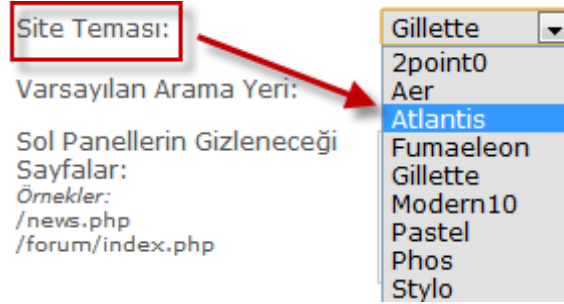 Site Teması:
Gillette
2point0
Varsayılan Arama Yeri:
Aer
Atlantis
Sol Panellerin Gizleneceği
Sayfalar:
Örnekler:
/news.php
/forum/index.php
Fumaeleon
Gillette
Modern10
Pastel
Phos
Stylo